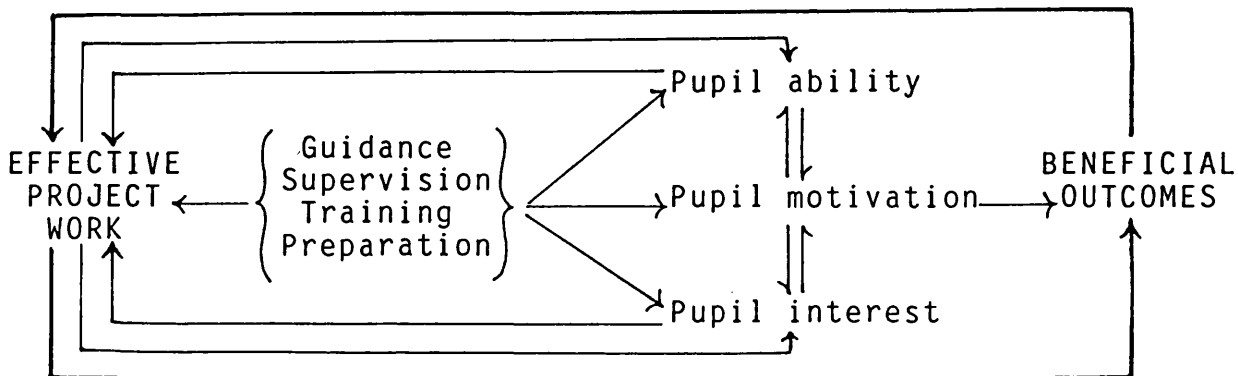 EFFECTIVE
PROJECT
WORK
Guidance
Supervision
Training
Preparation
Pupil ability
Pupil motivation
Pupil interest
BENEFICIAL
OUTCOMES